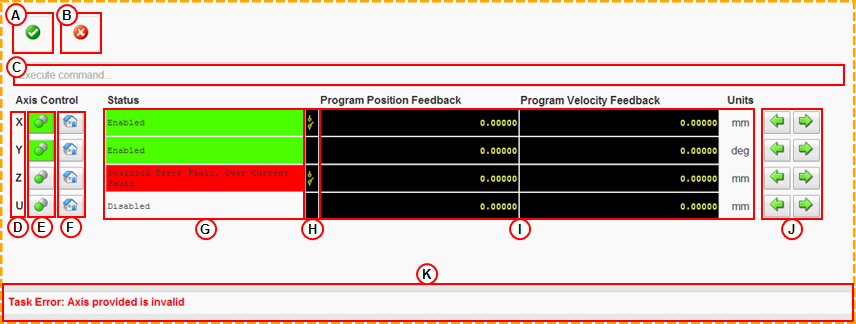 A B
C Execute command...
Axis Control Status Program Position Feedback Program Velocity Feedback Units
X Enabled 0.00000 0.00000 mm
Y Enabled 0.00000 0.00000 deg
Z Position Error Fault, Over Current Fault 0.00000 0.00000 mm
U Disabled 0.00000 0.00000 mm
D E F G H I J
K
Task Error: Axis provided is invalid